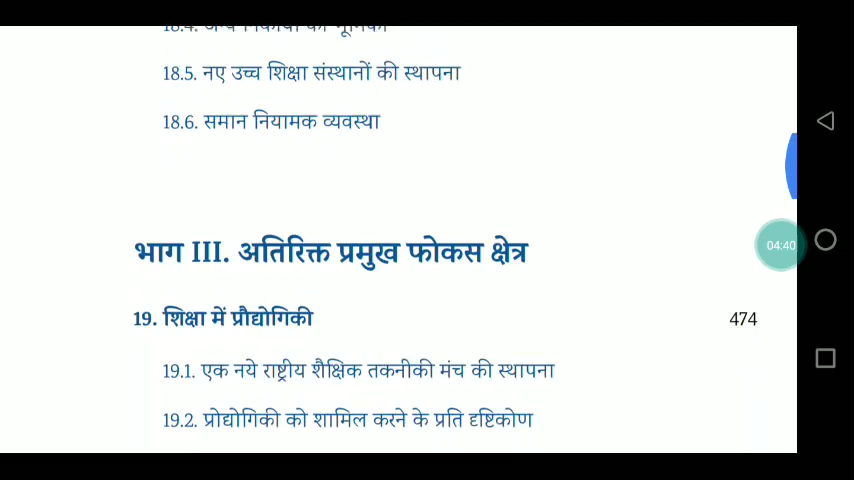 18.5. नए उच्च शिक्षा संस्थानों की स्थापना
18.6. समान नियामक व्यवस्था
भाग III. अतिरिक्त प्रमुख फोकस क्षेत्र
04:40
19. शिक्षा में प्रौद्योगिकी 474
19.1. एक नये राष्ट्रीय शैक्षिक तकनीकी मंच की स्थापना
19.2. प्रोद्योगिकी को शामिल करने के प्रति दृष्टिकोण